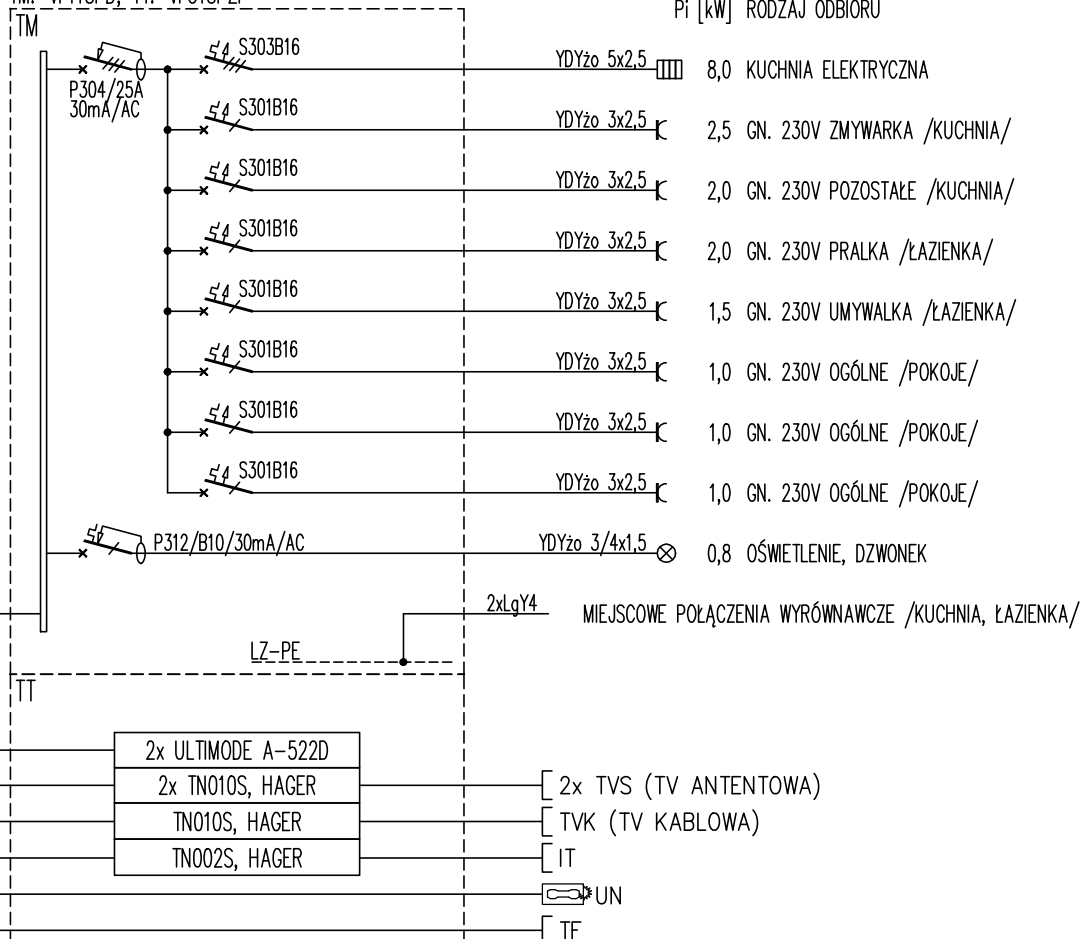 Pi [kW] RODZAJ ODBIORU
TM
S303B16 YDYżo 5x2,5 8,0 KUCHNIA ELEKTRYCZNA
P304/25A
30mA/AC
S301B16 YDYżo 3x2,5 2,5 GN. 230V ZMYWARKA /KUCHNIA/
S301B16 YDYżo 3x2,5 2,0 GN. 230V POZOSTAŁE /KUCHNIA/
S301B16 YDYżo 3x2,5 2,0 GN. 230V PRALKA /ŁAZIENKA/
S301B16 YDYżo 3x2,5 1,5 GN. 230V UMYWALKA /ŁAZIENKA/
S301B16 YDYżo 3x2,5 1,0 GN. 230V OGÓLNE /POKOJE/
S301B16 YDYżo 3x2,5 1,0 GN. 230V OGÓLNE /POKOJE/
S301B16 YDYżo 3x2,5 1,0 GN. 230V OGÓLNE /POKOJE/
P312/B10/30mA/AC YDYżo 3/4x1,5 0,8 OŚWIETLENIE, DZWONEK
2xLgY4 MIEJSCOWE POŁĄCZENIA WYRÓWNAWCZE /KUCHNIA, ŁAZIENKA/
LZ-PE
TT
2x ULTIMODE A-522D
2x TN010S, HAGER 2x TVS (TV ANTENTOWA)
TN010S, HAGER TVK (TV KABLOWA)
TN002S, HAGER IT
UN
TF